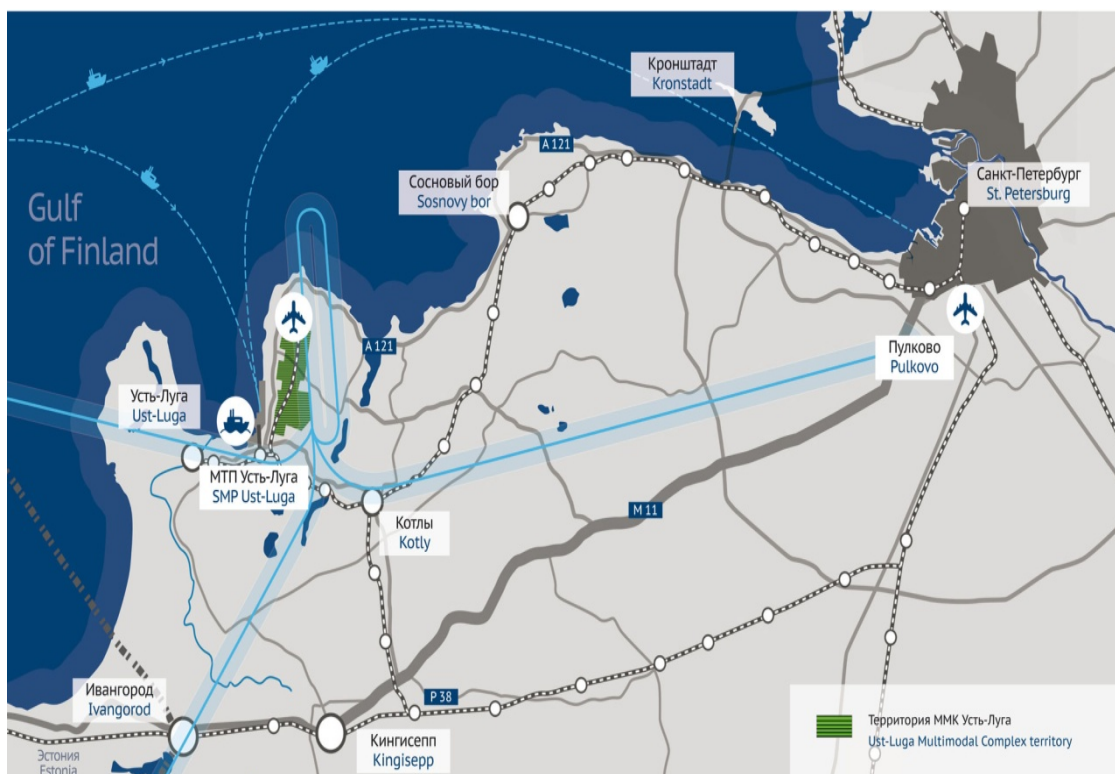 Кронштадт
Kronstadt
A 121
Сосновый бор
Sosnovy bor
Санкт-Петербург
St. Petersburg
Gulf
of Finland
A 121
Пулково
Pulkovo
Усть-Луга
Ust-Luga
МТП Усть-Луга
SMP Ust-Luga
М 11
Котлы
Kotly
Ивангород
Ivangorod
Р 38
Кингисепп
Kingisepp
Эстония
Estonia
Территория ММК Усть-Луга
Ust-Luga Multimodal Complex territory